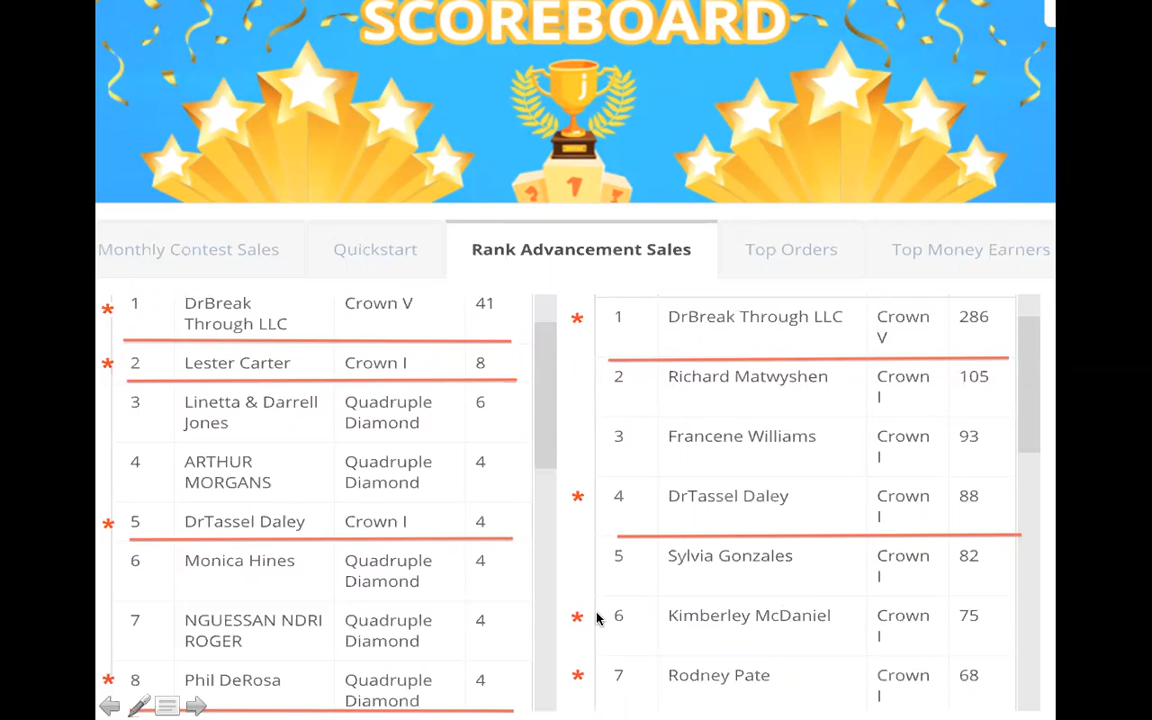 SCOREBOARD
j
1
Monthly Contest Sales
Quickstart
Rank Advancement Sales
Top Orders
Top Money Earners
* 1 DrBreak Crown V 41
Through LLC
* 2 Lester Carter Crown I 8
3 Linetta & Darrell Quadruple 6
Jones Diamond
4 ARTHUR Quadruple 4
MORGANS Diamond
* 5 DrTassel Daley Crown I 4
6 Monica Hines Quadruple 4
Diamond
7 NGUESSAN NDRI Quadruple 4
ROGER Diamond
* 8 Phil DeRosa Quadruple 4
Diamond
* 1 DrBreak Through LLC Crown 286
V
2 Richard Matwyshen Crown 105
I
3 Francene Williams Crown 93
I
* 4 DrTassel Daley Crown 88
I
5 Sylvia Gonzales Crown 82
I
* 6 Kimberley McDaniel Crown 75
I
* 7 Rodney Pate Crown 68
I